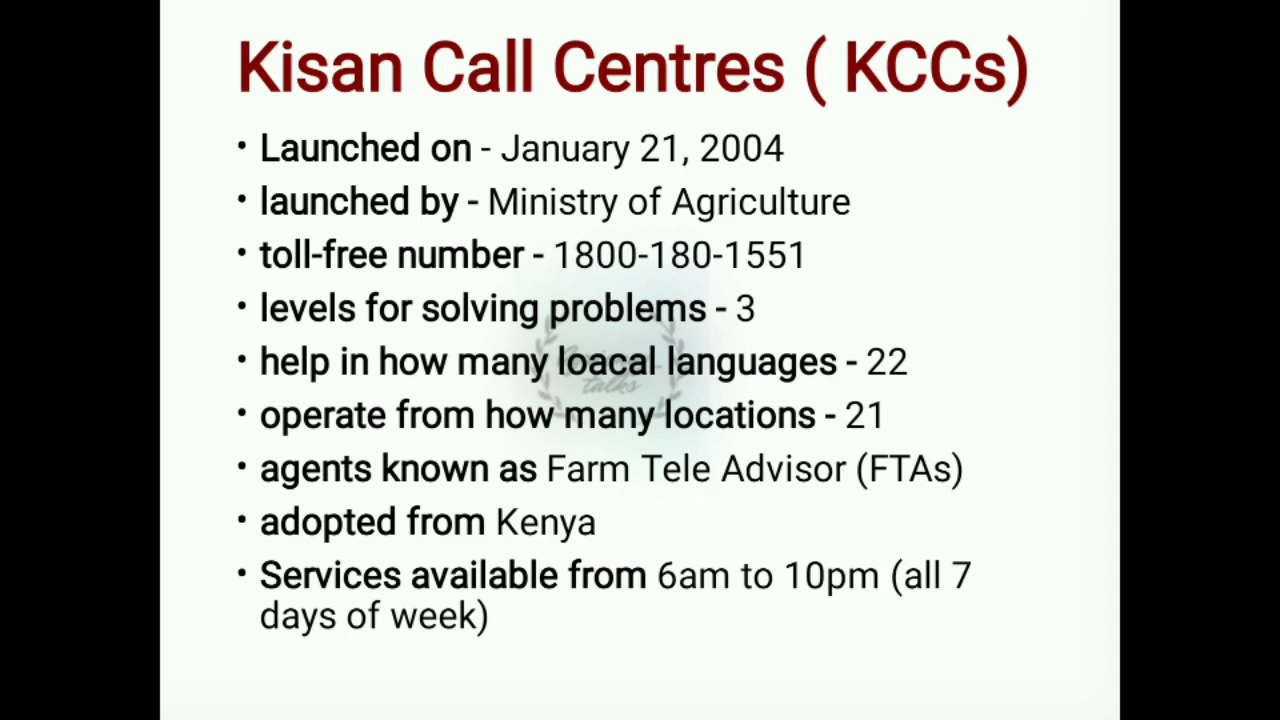 Kisan Call Centres ( KCCs)
• Launched on - January 21, 2004
• launched by - Ministry of Agriculture
• toll-free number - 1800-180-1551
• levels for solving problems - 3
• help in how many loacal languages - 22
• operate from how many locations - 21
• agents known as Farm Tele Advisor (FTAs)
• adopted from Kenya
• Services available from 6am to 10pm (all 7
days of week)
talks